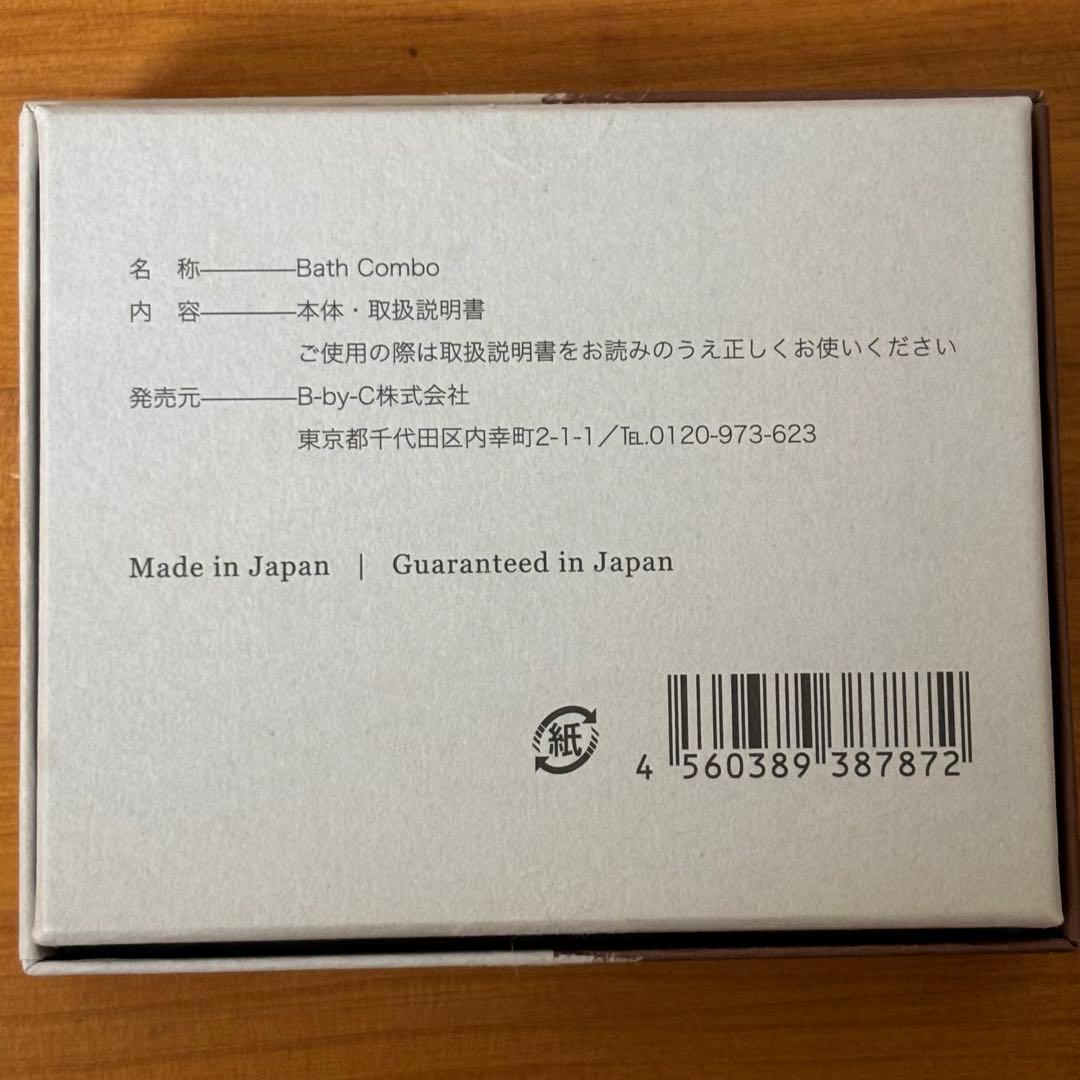 名　称────Bath Combo
内　容────本体・取扱説明書
ご使用の際は取扱説明書をお読みのうえ正しくお使いください
発売元────B-by-C株式会社
東京都千代田区内幸町2-1-1／℡.0120-973-623
Made in Japan | Guaranteed in Japan
紙
4 560389 387872